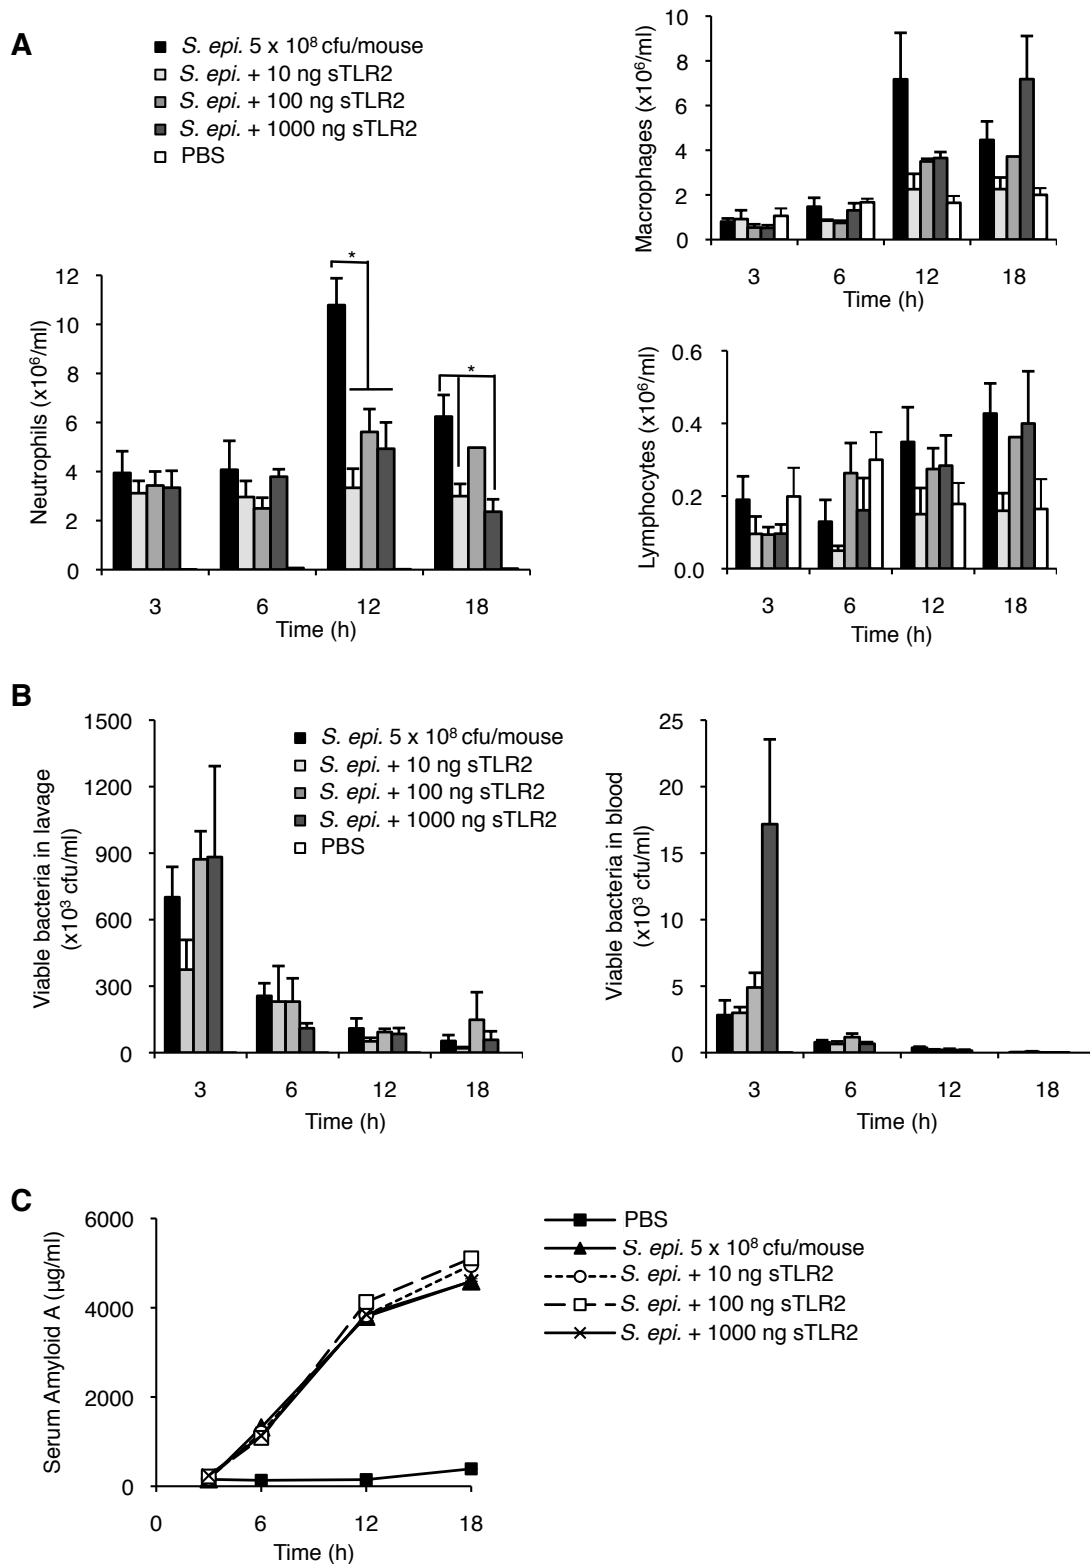 A
S. epi. 5 x 10⁸ cfu/mouse
S. epi. + 10 ng sTLR2
S. epi. + 100 ng sTLR2
S. epi. + 1000 ng sTLR2
PBS
Neutrophils (x10⁶/ml)
12
10
8
6
4
2
0
*
*
3 6 12 18
Time (h)
Macrophages (x10⁶/ml)
10
8
6
4
2
0
3 6 12 18
Time (h)
Lymphocytes (x10⁶/ml)
0.6
0.4
0.2
0.0
3 6 12 18
Time (h)
B
Viable bacteria in lavage
(x10³ cfu/ml)
1500
1200
900
600
300
0
S. epi. 5 x 10⁸ cfu/mouse
S. epi. + 10 ng sTLR2
S. epi. + 100 ng sTLR2
S. epi. + 1000 ng sTLR2
PBS
3 6 12 18
Time (h)
Viable bacteria in blood
(x10³ cfu/ml)
25
20
15
10
5
0
3 6 12 18
Time (h)
C
Serum Amyloid A (µg/ml)
6000
4000
2000
0
0 6 12 18
Time (h)
PBS
S. epi. 5 x 10⁸ cfu/mouse
S. epi. + 10 ng sTLR2
S. epi. + 100 ng sTLR2
S. epi. + 1000 ng sTLR2